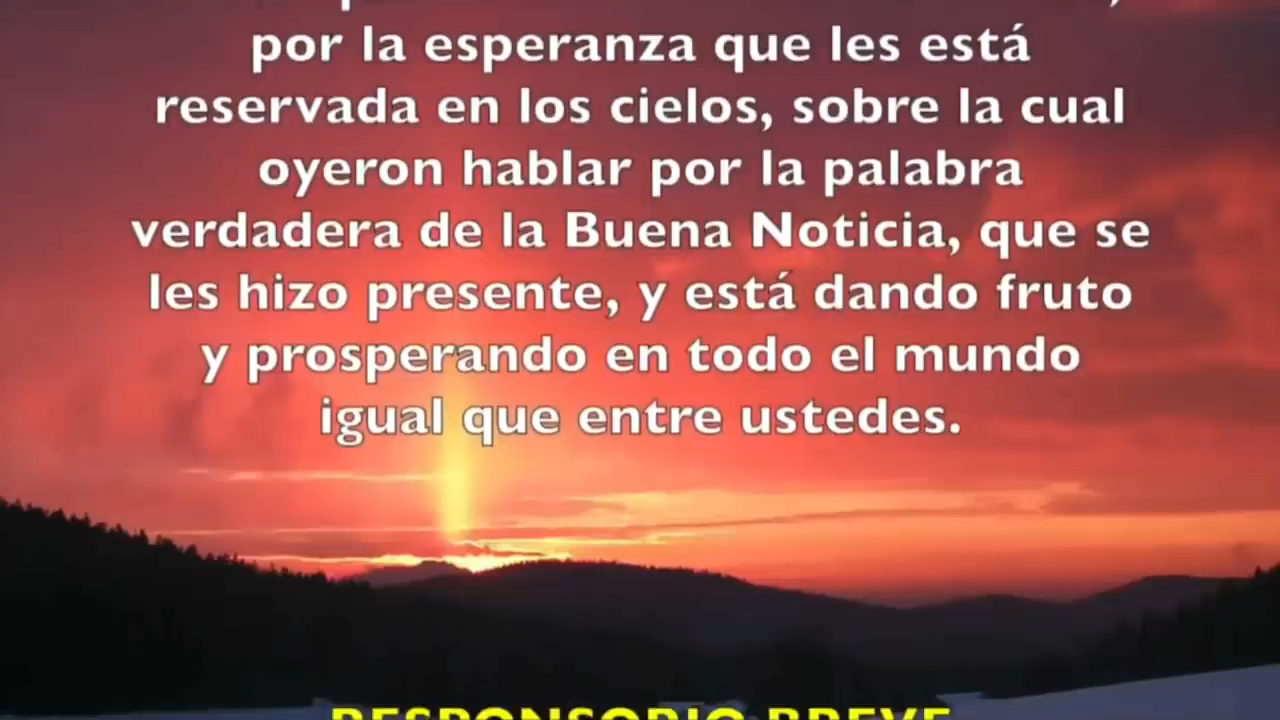 por la esperanza que les está
reservada en los cielos, sobre la cual
oyeron hablar por la palabra
verdadera de la Buena Noticia, que se
les hizo presente, y está dando fruto
y prosperando en todo el mundo
igual que entre ustedes.
RESPONSORIO BREVE